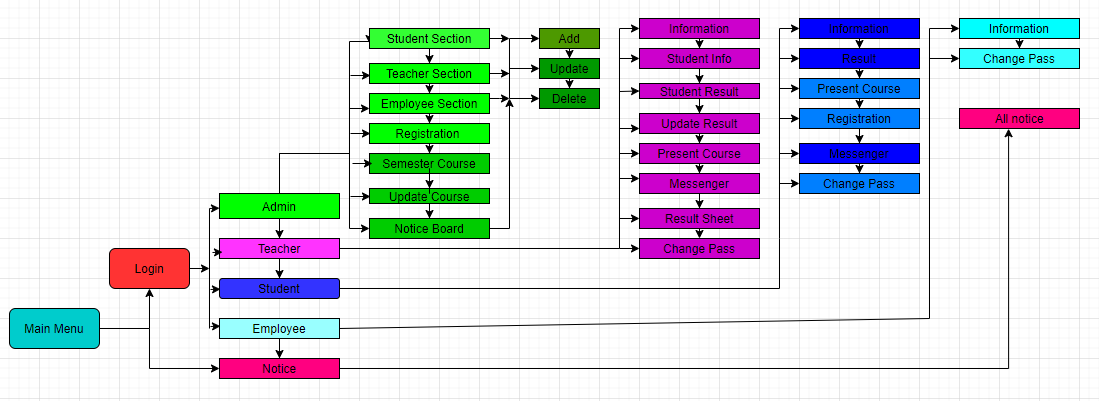 Main Menu
Login
Admin
Teacher
Student
Employee
Notice
Student Section
Teacher Section
Employee Section
Registration
Semester Course
Update Course
Notice Board
Add
Update
Delete
Information
Student Info
Student Result
Update Result
Present Course
Messenger
Result Sheet
Change Pass
Information
Result
Present Course
Registration
Messenger
Change Pass
Information
Change Pass
All notice